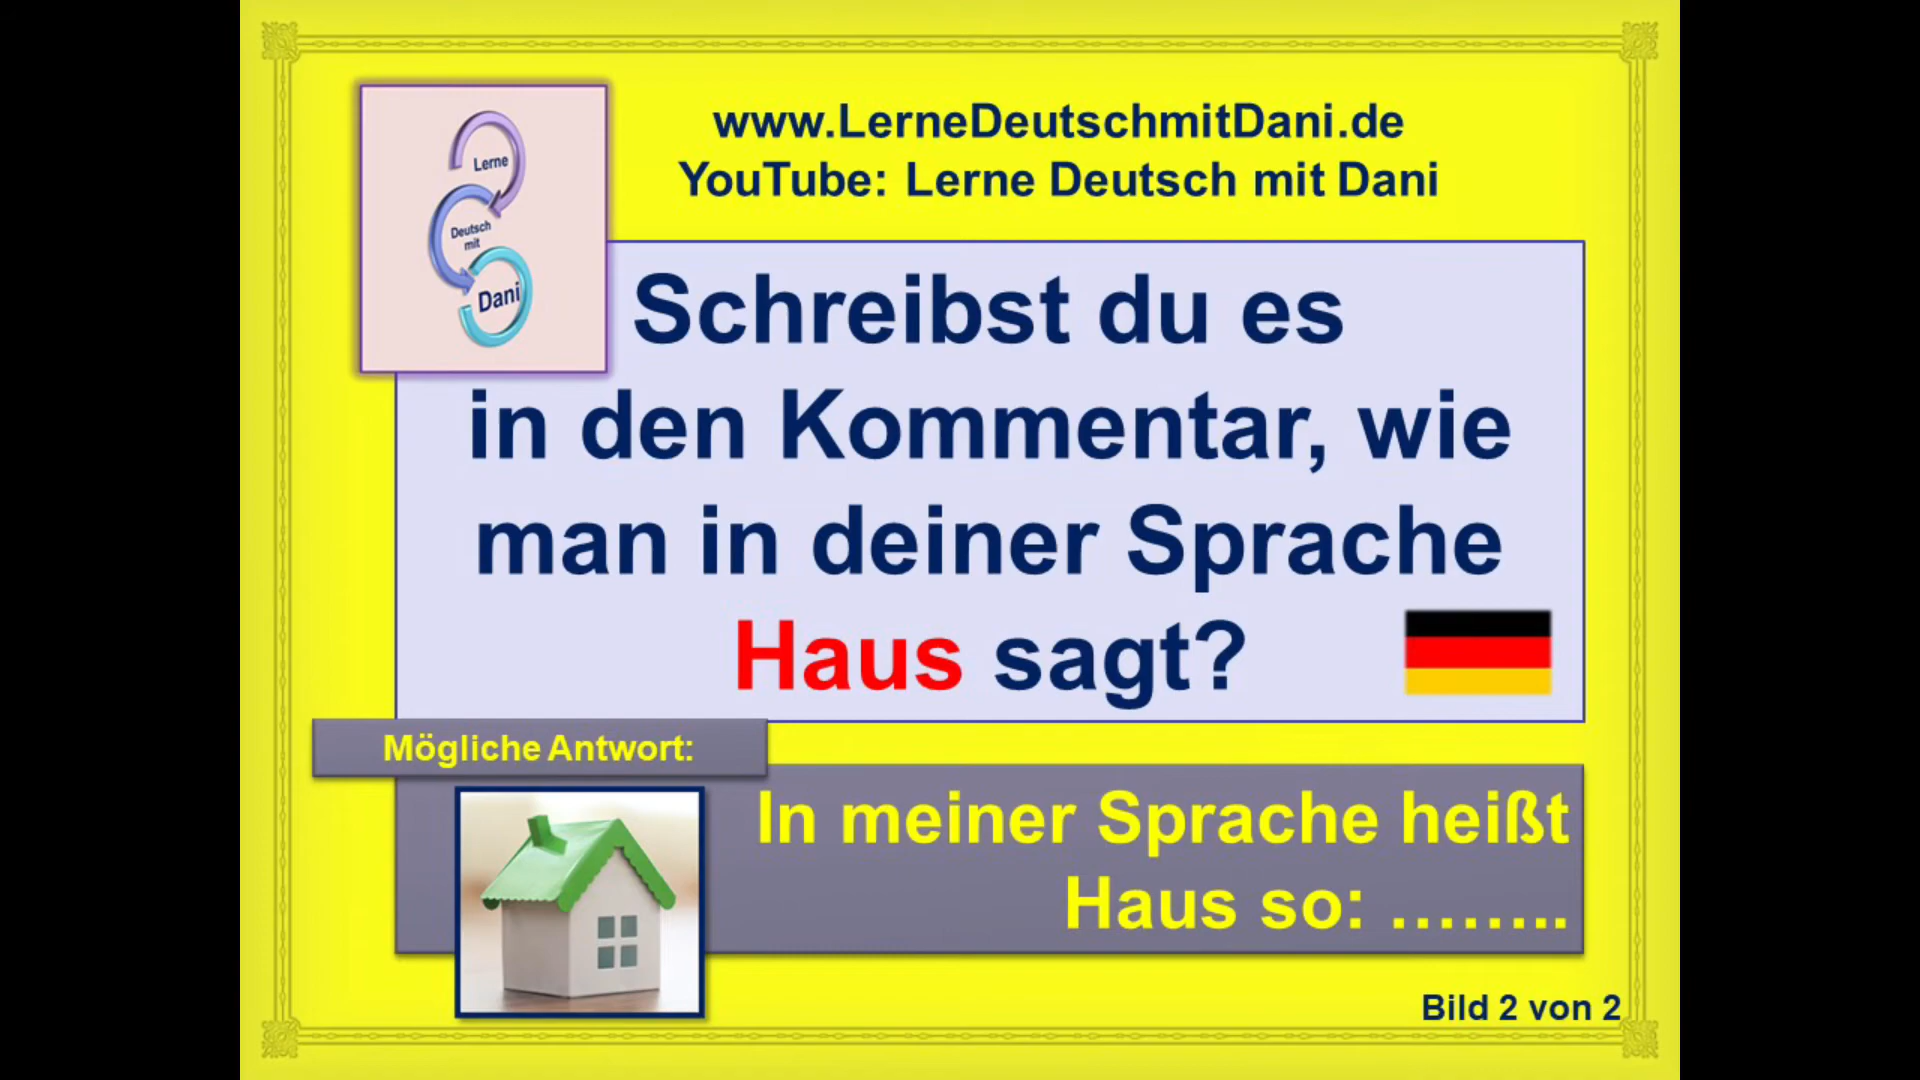 Lerne
Deutsch
mit
Dani
www.LerneDeutschmitDani.de
YouTube: Lerne Deutsch mit Dani
Schreibst du es
in den Kommentar, wie
man in deiner Sprache
Haus sagt?
Mögliche Antwort:
In meiner Sprache heißt
Haus so: ……..
Bild 2 von 2